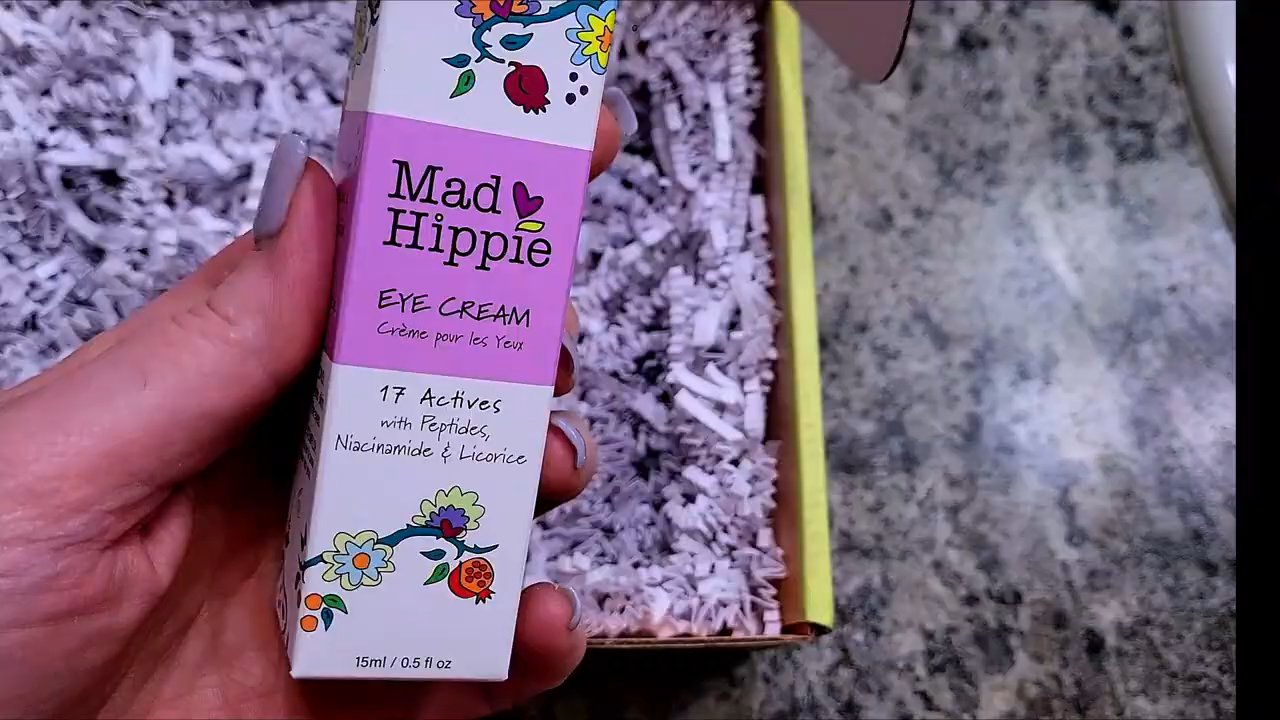 Mad
Hippie
EYE CREAM
Crème pour les Yeux
17 Actives
with Peptides,
Niacinamide & Licorice
15ml / 0.5 fl oz